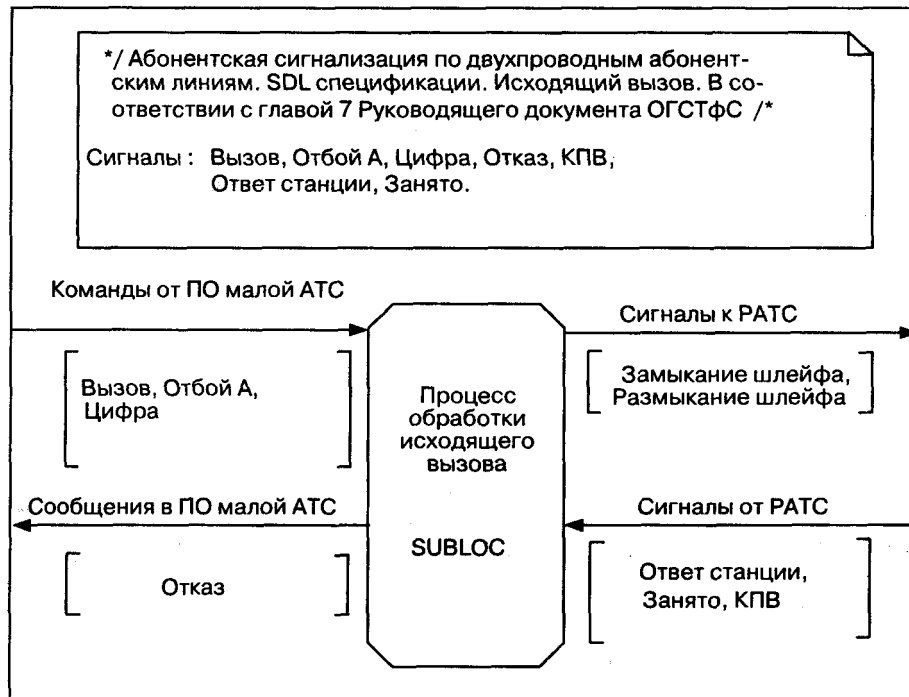 */ Абонентская сигнализация по двухпроводным абонент-
ским линиям. SDL спецификации. Исходящий вызов. В со-
ответствии с главой 7 Руководящего документа ОГСТфС /*
Сигналы : Вызов, Отбой А, Цифра, Отказ, КПВ,
Ответ станции, Занято.
Команды от ПО малой АТС
Сигналы к РАТС
Вызов, Отбой А,
Цифра
Процесс
обработки
исходящего
вызова
SUBLOC
Замыкание шлейфа,
Размыкание шлейфа
Сообщения в ПО малой АТС
Сигналы от РАТС
Отказ
Ответ станции,
Занято, КПВ